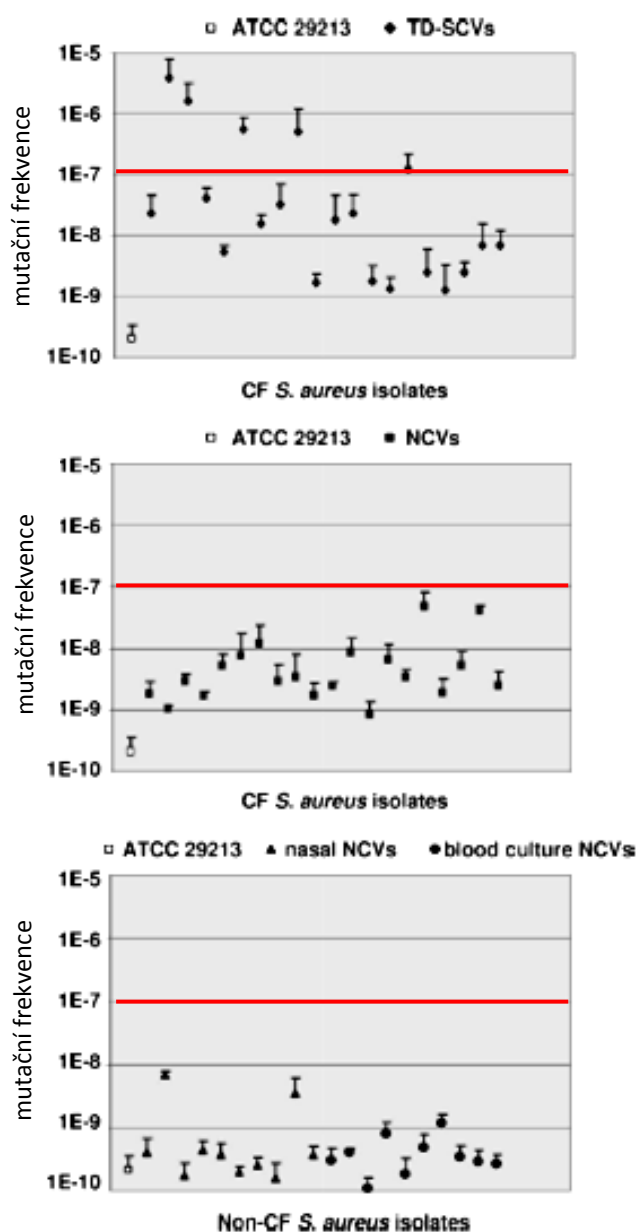 ATCC 29213 TD-SCVs
1E-5
1E-6
1E-7
1E-8
1E-9
1E-10
mutační frekvence
CF S. aureus isolates
ATCC 29213 NCVs
1E-5
1E-6
1E-7
1E-8
1E-9
1E-10
mutační frekvence
CF S. aureus isolates
ATCC 29213 nasal NCVs blood culture NCVs
1E-5
1E-6
1E-7
1E-8
1E-9
1E-10
mutační frekvence
Non-CF S. aureus isolates